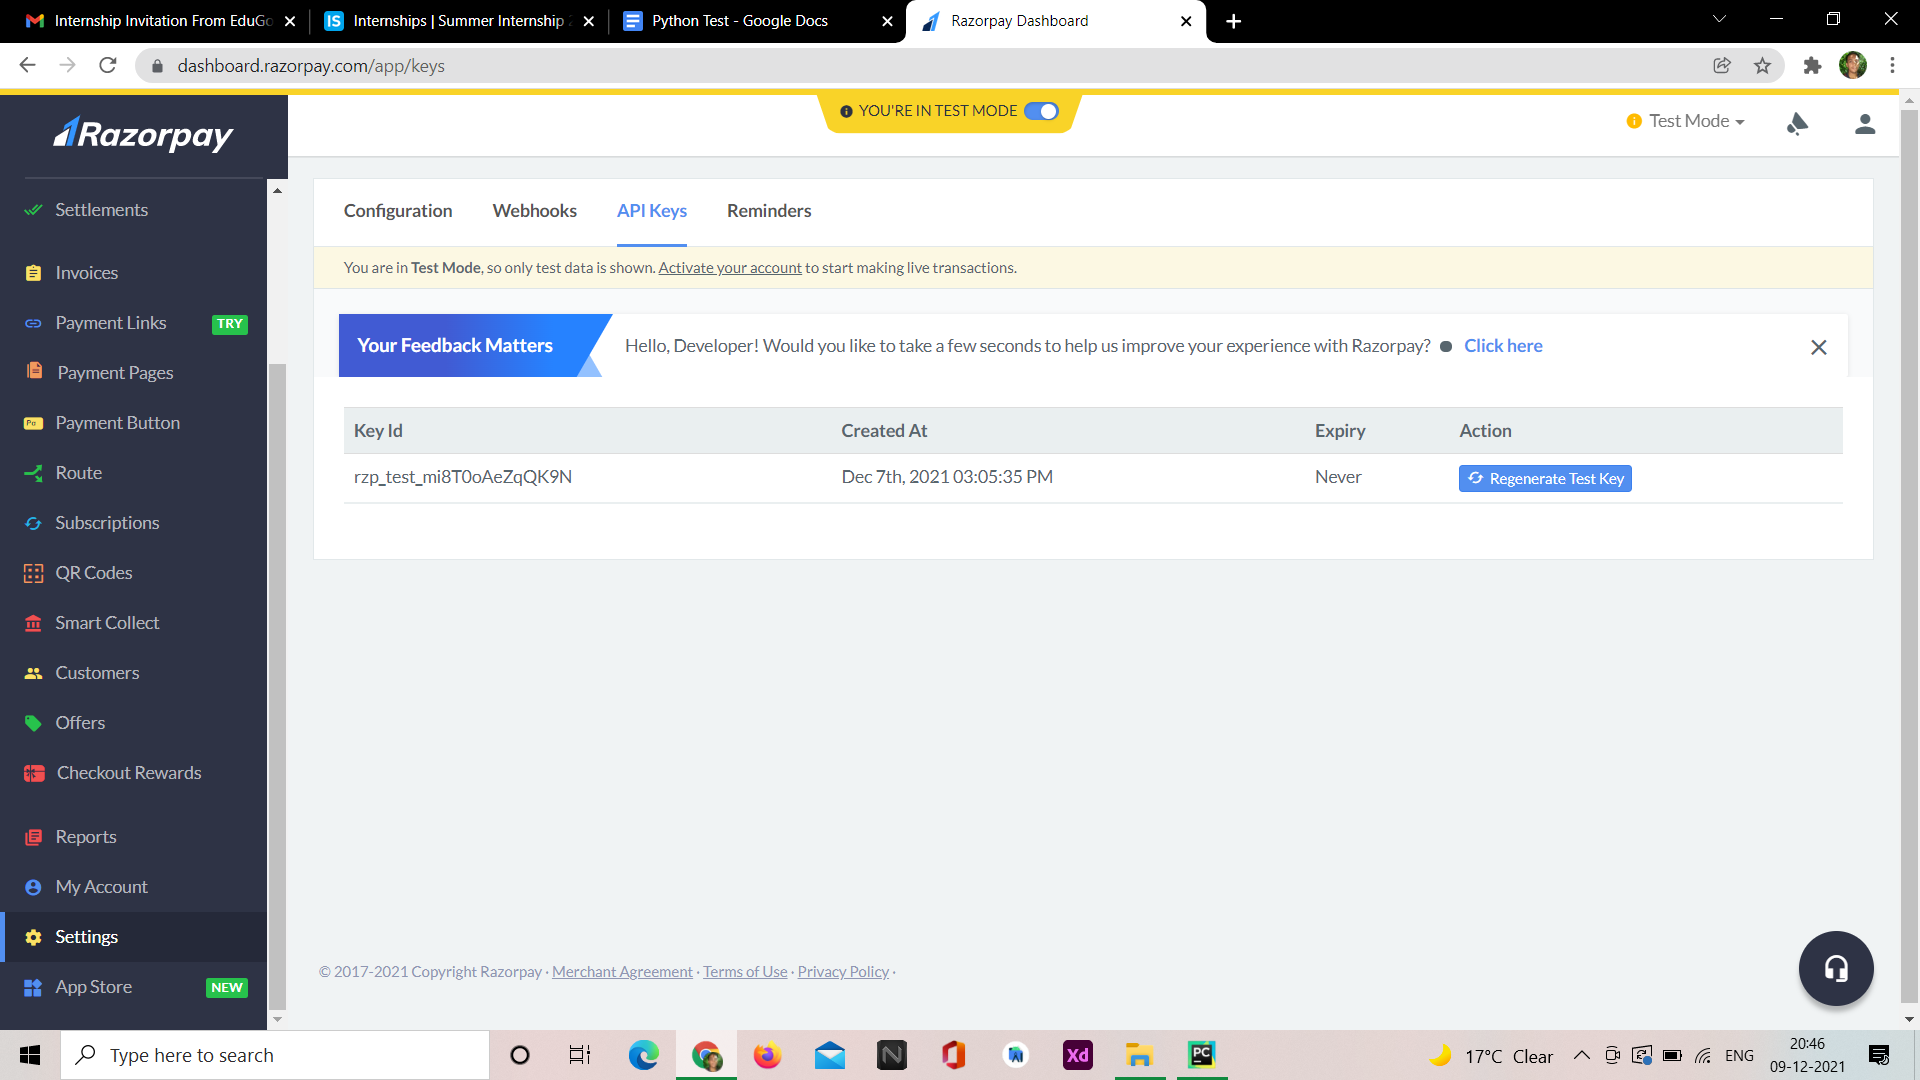 Internship Invitation From EduGo
Internships | Summer Internship 2
Python Test - Google Docs
Razorpay Dashboard
dashboard.razorpay.com/app/keys
Razorpay
YOU'RE IN TEST MODE
Test Mode
Settlements
Invoices
Payment Links TRY
Payment Pages
Payment Button
Route
Subscriptions
QR Codes
Smart Collect
Customers
Offers
Checkout Rewards
Reports
My Account
Settings
App Store NEW
Configuration Webhooks API Keys Reminders
You are in Test Mode, so only test data is shown. Activate your account to start making live transactions.
Your Feedback Matters
Hello, Developer! Would you like to take a few seconds to help us improve your experience with Razorpay? ● Click here
Key Id Created At Expiry Action
rzp_test_mi8T0oAeZqQK9N Dec 7th, 2021 03:05:35 PM Never Regenerate Test Key
© 2017-2021 Copyright Razorpay · Merchant Agreement · Terms of Use · Privacy Policy ·
Type here to search
Xd
PC
17°C Clear
ENG
20:46
09-12-2021